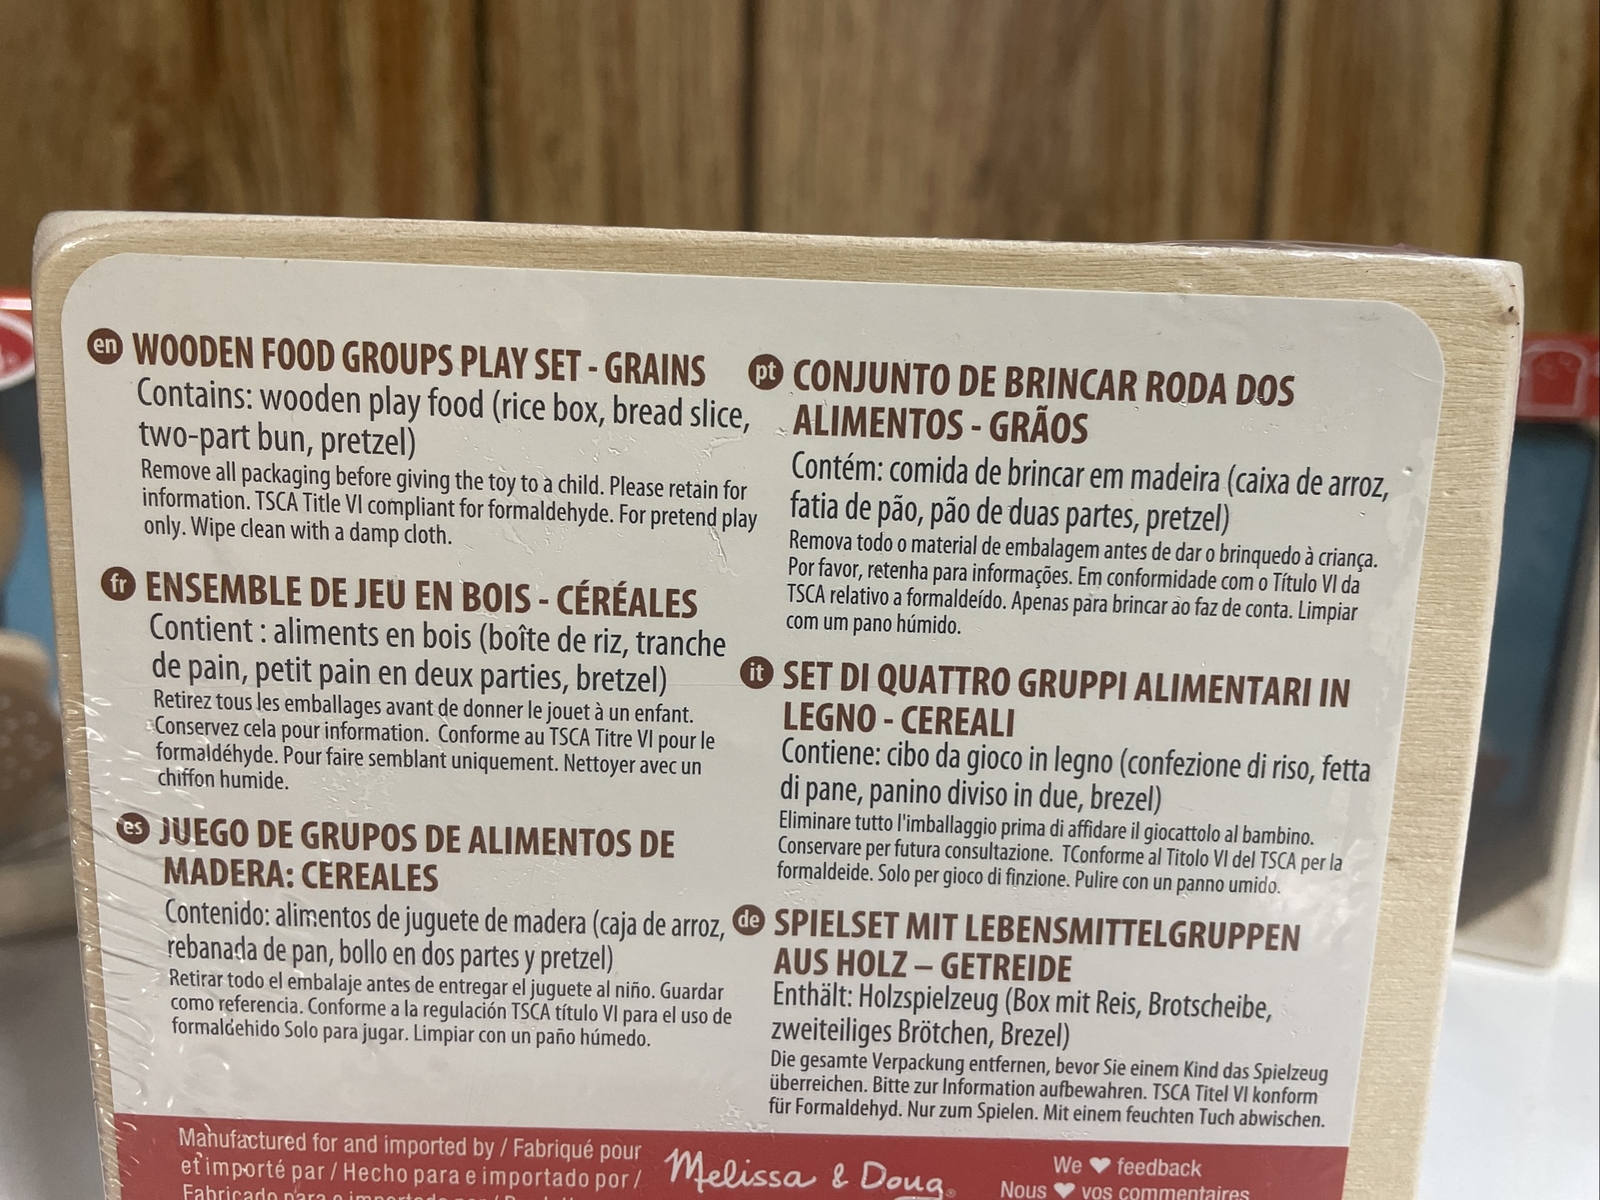 en WOODEN FOOD GROUPS PLAY SET - GRAINS
Contains: wooden play food (rice box, bread slice,
two-part bun, pretzel)
Remove all packaging before giving the toy to a child. Please retain for
information. TSCA Title VI compliant for formaldehyde. For pretend play
only. Wipe clean with a damp cloth.
fr ENSEMBLE DE JEU EN BOIS - CÉRÉALES
Contient : aliments en bois (boîte de riz, tranche
de pain, petit pain en deux parties, bretzel)
Retirez tous les emballages avant de donner le jouet à un enfant.
Conservez cela pour information. Conforme au TSCA Titre VI pour le
formaldéhyde. Pour faire semblant uniquement. Nettoyer avec un
chiffon humide.
es JUEGO DE GRUPOS DE ALIMENTOS DE
MADERA: CEREALES
Contenido: alimentos de juguete de madera (caja de arroz,
rebanada de pan, bollo en dos partes y pretzel)
Retirar todo el embalaje antes de entregar el juguete al niño. Guardar
como referencia. Conforme a la regulación TSCA título VI para el uso de
formaldehido Solo para jugar. Limpiar con un paño húmedo.
pt CONJUNTO DE BRINCAR RODA DOS
ALIMENTOS - GRÃOS
Contém: comida de brincar em madeira (caixa de arroz,
fatia de pão, pão de duas partes, pretzel)
Remova todo o material de embalagem antes de dar o brinquedo à criança.
Por favor, retenha para informações. Em conformidade com o Título VI da
TSCA relativo a formaldeído. Apenas para brincar ao faz de conta. Limpiar
com um pano húmido.
it SET DI QUATTRO GRUPPI ALIMENTARI IN
LEGNO - CEREALI
Contiene: cibo da gioco in legno (confezione di riso, fetta
di pane, panino diviso in due, brezel)
Eliminare tutto l'imballaggio prima di affidare il giocattolo al bambino.
Conservare per futura consultazione. TConforme al Titolo VI del TSCA per la
formaldeide. Solo per gioco di finzione. Pulire con un panno umido.
de SPIELSET MIT LEBENSMITTELGRUPPEN
AUS HOLZ – GETREIDE
Enthält: Holzspielzeug (Box mit Reis, Brotscheibe,
zweiteiliges Brötchen, Brezel)
Die gesamte Verpackung entfernen, bevor Sie einem Kind das Spielzeug
überreichen. Bitte zur Information aufbewahren. TSCA Titel VI konform
für Formaldehyd. Nur zum Spielen. Mit einem feuchten Tuch abwischen.
Manufactured for and imported by / Fabriqué pour
et importé par / Hecho para e importado por /
Fabricado para
Melissa & Doug®
We ♥ feedback
Nous ♥ vos commentaires